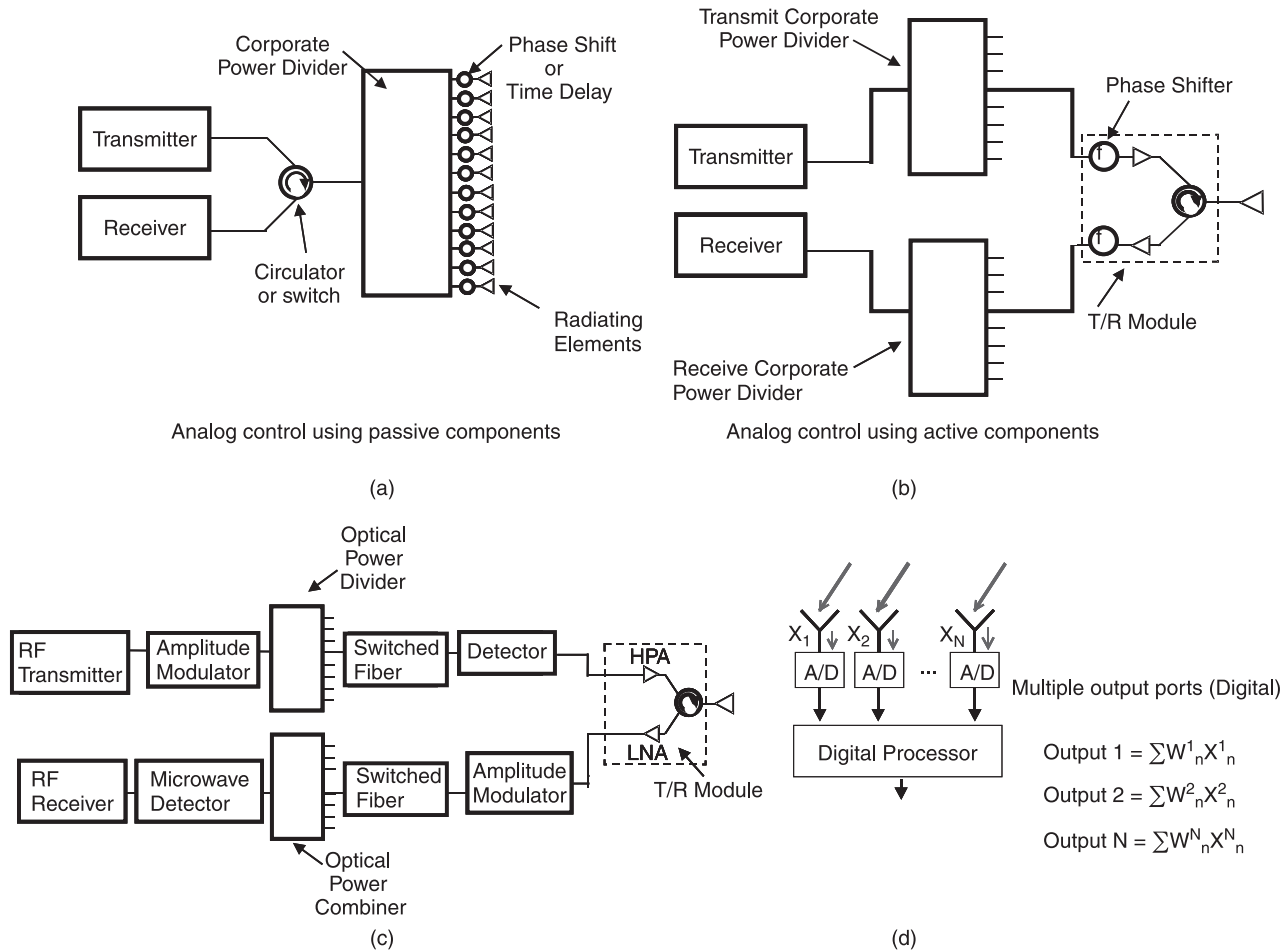 Corporate
Power Divider
Phase Shift
or
Time Delay
Transmitter
Receiver
Circulator
or switch
Radiating
Elements
Analog control using passive components
(a)
Transmit Corporate
Power Divider
Phase Shifter
Transmitter
f
Receiver
f
T/R Module
Receive Corporate
Power Divider
Analog control using active components
(b)
Optical
Power
Divider
RF
Transmitter
Amplitude
Modulator
Switched
Fiber
Detector
HPA
LNA
T/R Module
RF
Receiver
Microwave
Detector
Switched
Fiber
Amplitude
Modulator
Optical
Power
Combiner
(c)
X₁ X₂ X_N
A/D A/D ... A/D
Digital Processor
Multiple output ports (Digital)
Output 1 = ∑W¹ₙX¹ₙ
Output 2 = ∑W²ₙX²ₙ
Output N = ∑WᴺₙXᴺₙ
(d)